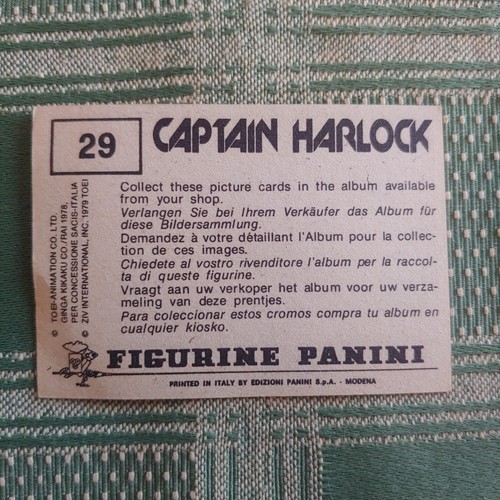 29
CAPTAIN HARLOCK
Collect these picture cards in the album available
from your shop.
Verlangen Sie bei Ihrem Verkäufer das Album für
diese Bildersammlung.
Demandez à votre détaillant l'Album pour la collec-
tion de ces images.
Chiedete al vostro rivenditore l'album per la raccol-
ta di queste figurine.
Vraagt aan uw verkoper het album voor uw verza-
meling van deze prentjes.
Para coleccionar estos cromos compra tu album en
cualquier kiosko.
© TOEI-ANIMATION CO. LTD.
GINGA KIKAKU CO./RAI 1978,
PER CONCESSIONE SACIS-ITALIA
© ZIV INTERNATIONAL, INC. 1979 TOEI
FIGURINE PANINI
PRINTED IN ITALY BY EDIZIONI PANINI S.p.A. - MODENA